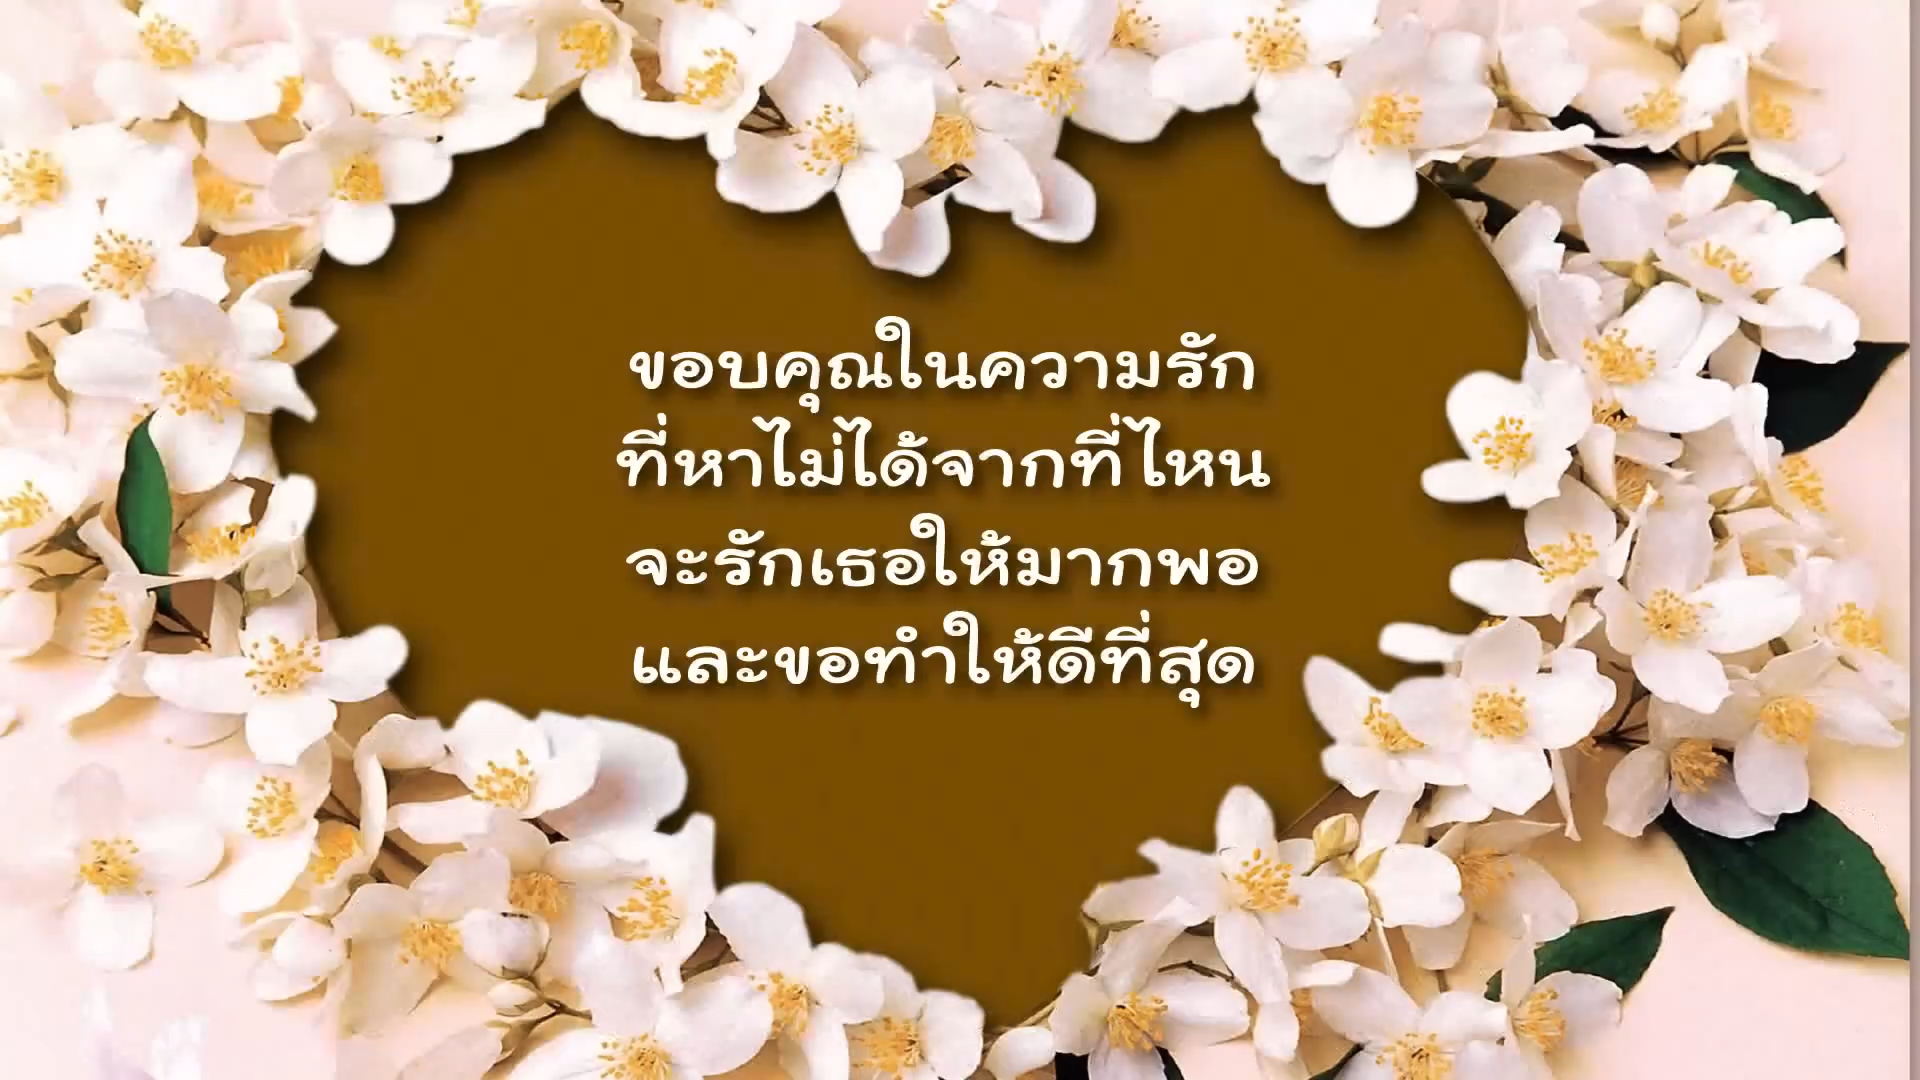 ขอบคุณในความรัก
ที่หาไม่ได้จากที่ไหน
จะรักเธอให้มากพอ
และขอทำให้ดีที่สุด